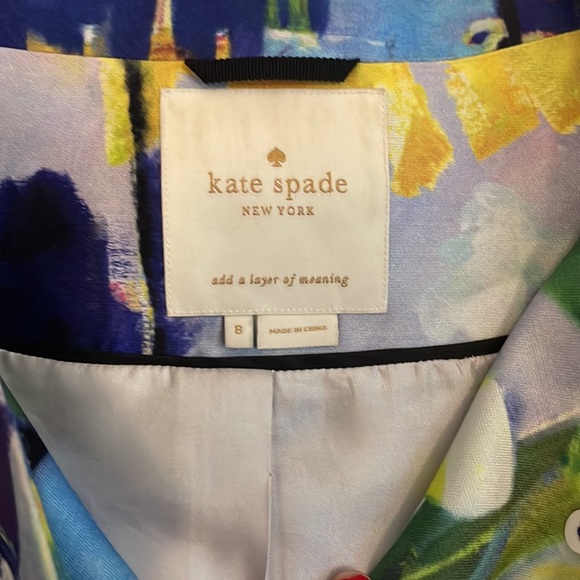 kate spade
NEW YORK
add a layer of meaning
8
MADE IN CHINA